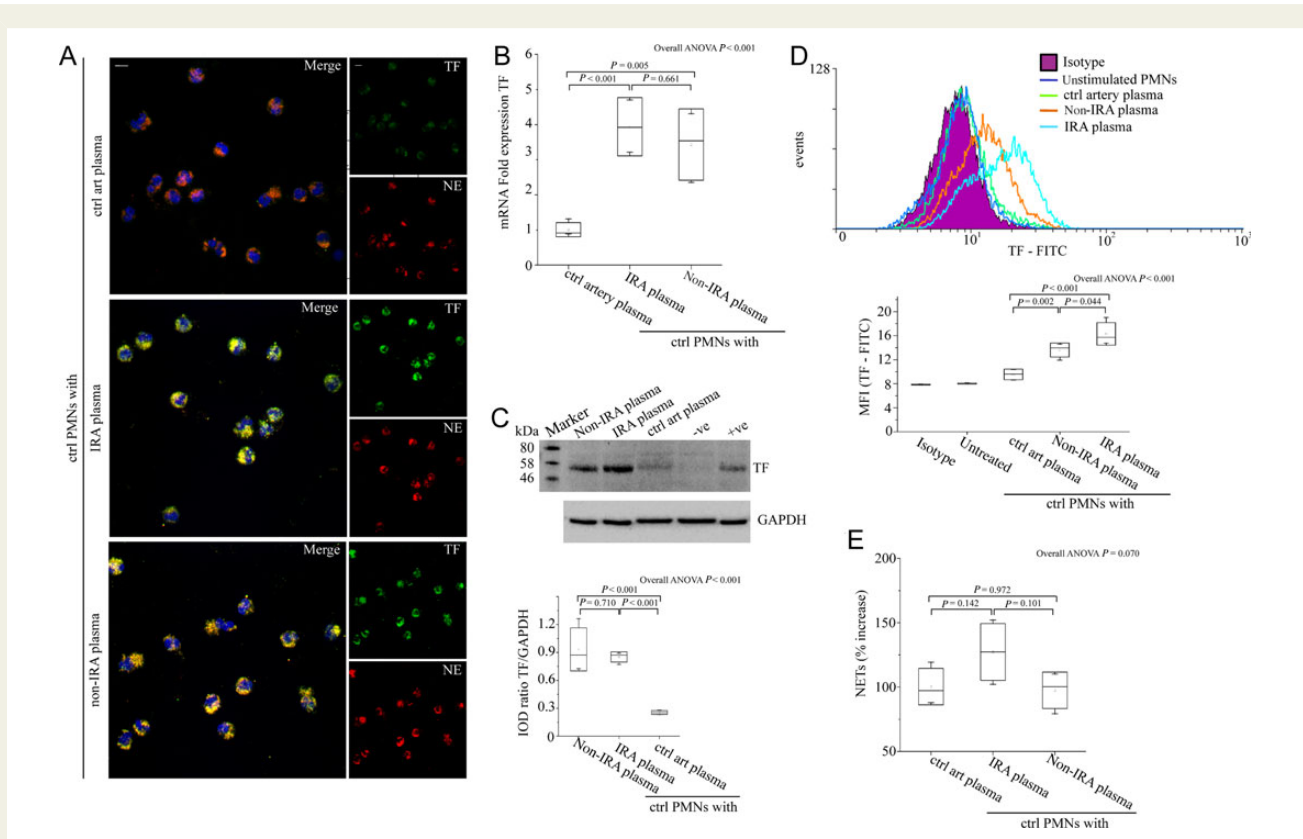 A
ctrl PMNs with
ctrl art plasma
Merge
TF
NE
IRA plasma
Merge
TF
NE
non-IRA plasma
Merge
TF
NE
B
Overall ANOVA P < 0.001
P = 0.005
P < 0.001
P = 0.661
mRNA Fold expression TF
6
5
4
3
2
1
0
ctrl artery plasma
IRA plasma
Non-IRA plasma
ctrl PMNs with
C
kDa
Marker
Non-IRA plasma
IRA plasma
ctrl art plasma
-ve
+ve
80
58
46
TF
GAPDH
Overall ANOVA P < 0.001
P < 0.001
P = 0.710
P < 0.001
IOD ratio TF/GAPDH
1.2
0.9
0.6
0.3
0
Non-IRA plasma
IRA plasma
ctrl art plasma
ctrl PMNs with
D
128
events
Isotype
Unstimulated PMNs
ctrl artery plasma
Non-IRA plasma
IRA plasma
0
10¹
10²
TF - FITC
Overall ANOVA P < 0.001
P < 0.001
P = 0.002
P = 0.044
MFI (TF - FITC)
20
16
12
8
4
0
Isotype
Untreated
ctrl art plasma
Non-IRA plasma
IRA plasma
ctrl PMNs with
E
Overall ANOVA P = 0.070
P = 0.972
P = 0.142
P = 0.101
NETs (% increase)
200
150
100
50
ctrl art plasma
IRA plasma
Non-IRA plasma
ctrl PMNs with